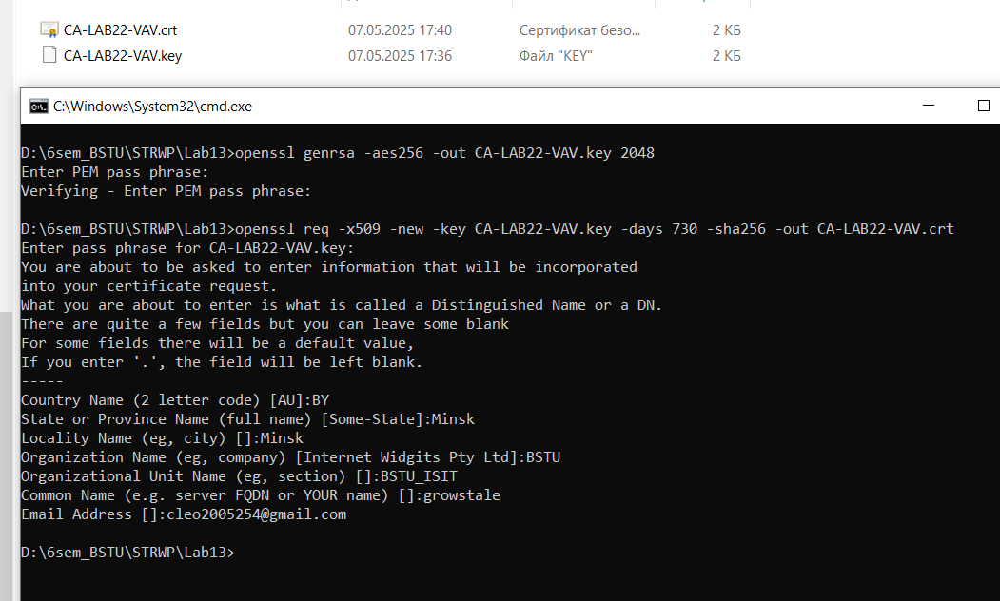 CA-LAB22-VAV.crt 07.05.2025 17:40 Сертификат безо... 2 КБ
CA-LAB22-VAV.key 07.05.2025 17:36 Файл "KEY" 2 КБ
C:\Windows\System32\cmd.exe
D:\6sem_BSTU\STRWP\Lab13>openssl genrsa -aes256 -out CA-LAB22-VAV.key 2048
Enter PEM pass phrase:
Verifying - Enter PEM pass phrase:
D:\6sem_BSTU\STRWP\Lab13>openssl req -x509 -new -key CA-LAB22-VAV.key -days 730 -sha256 -out CA-LAB22-VAV.crt
Enter pass phrase for CA-LAB22-VAV.key:
You are about to be asked to enter information that will be incorporated
into your certificate request.
What you are about to enter is what is called a Distinguished Name or a DN.
There are quite a few fields but you can leave some blank
For some fields there will be a default value,
If you enter '.', the field will be left blank.
-----
Country Name (2 letter code) [AU]:BY
State or Province Name (full name) [Some-State]:Minsk
Locality Name (eg, city) []:Minsk
Organization Name (eg, company) [Internet Widgits Pty Ltd]:BSTU
Organizational Unit Name (eg, section) []:BSTU_ISIT
Common Name (e.g. server FQDN or YOUR name) []:growstale
Email Address []:cleo2005254@gmail.com
D:\6sem_BSTU\STRWP\Lab13>